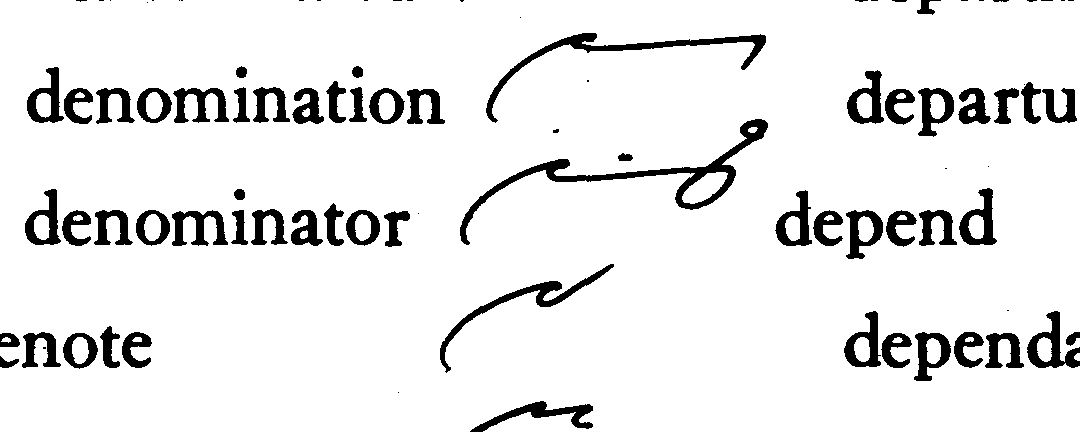 denomination departu
denominator depend
enote dependa